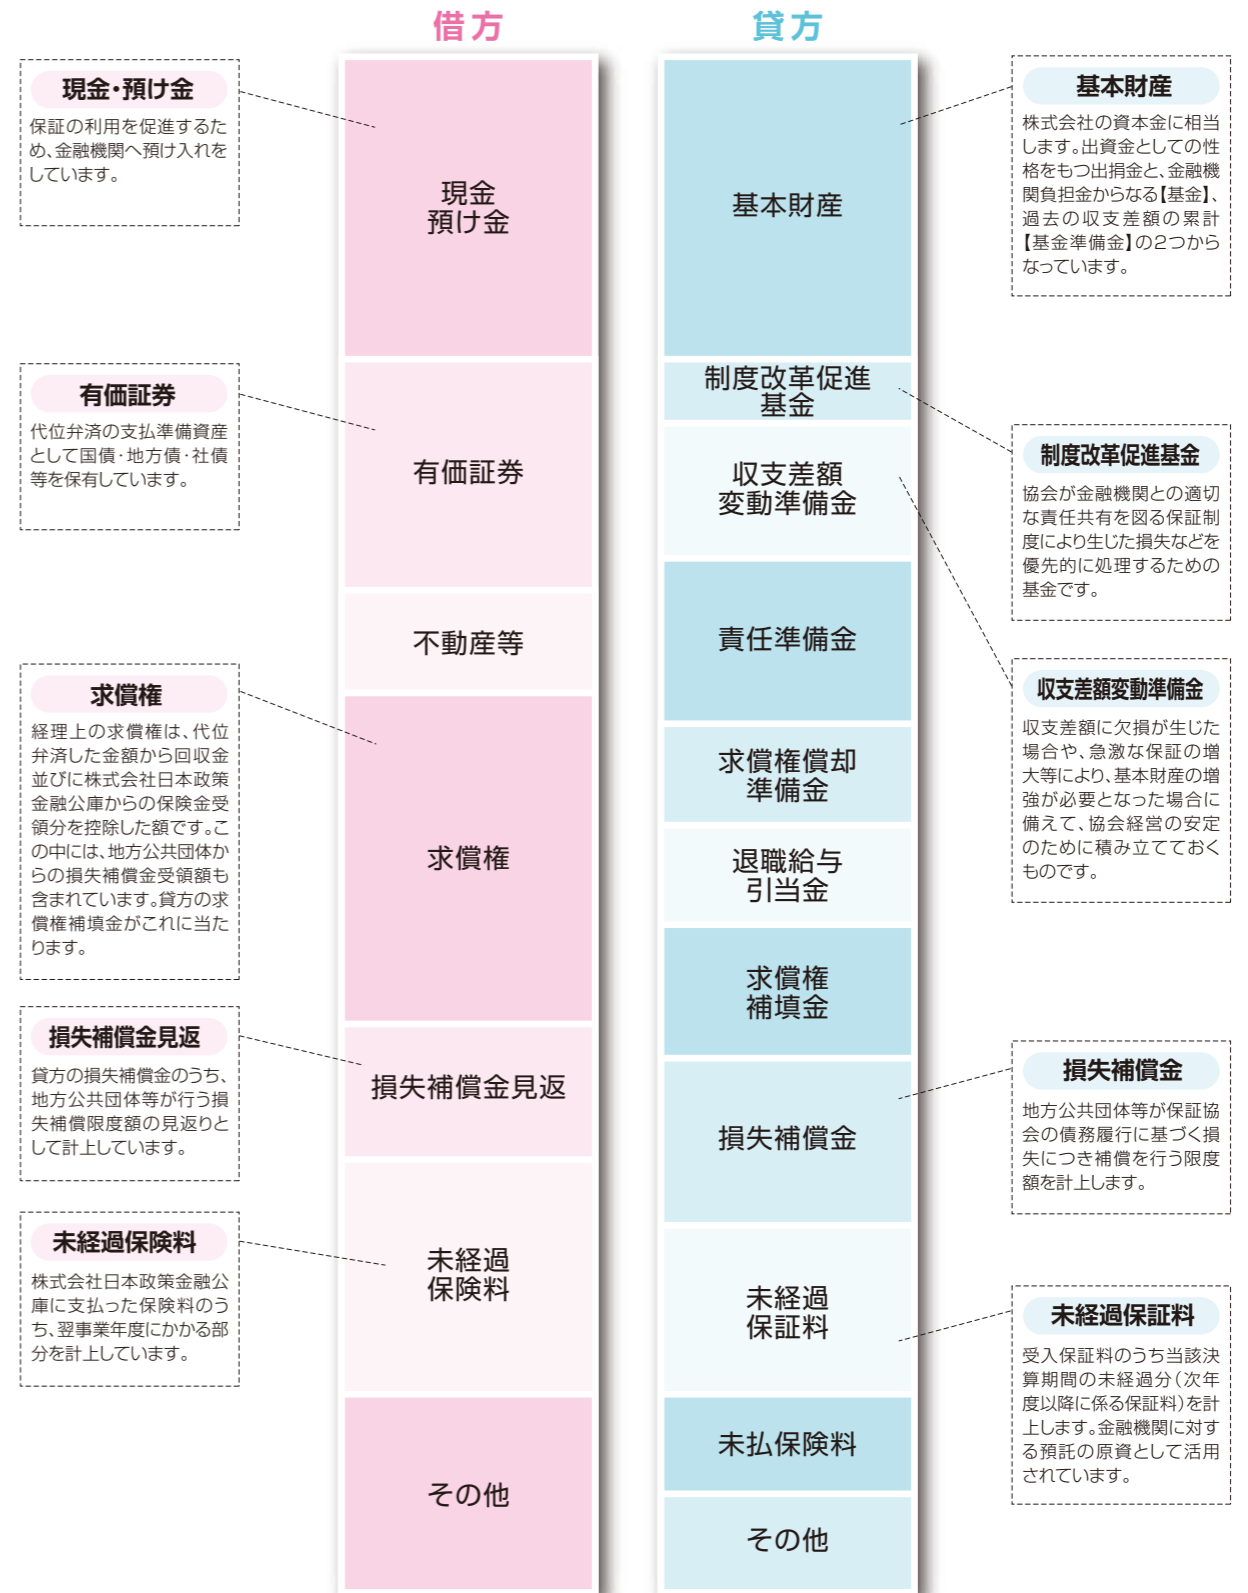 借方
貸方
現金・預け金
保証の利用を促進するた
め、金融機関へ預け入れを
しています。
有価証券
代位弁済の支払準備資産
として国債・地方債・社債
等を保有しています。
求償権
経理上の求償権は、代位
弁済した金額から回収金
並びに株式会社日本政策
金融公庫からの保険金受
領分を控除した額です。こ
の中には、地方公共団体か
らの損失補償金受領額も
含まれています。貸方の求
償権補填金がこれに当た
ります。
損失補償金見返
貸方の損失補償金のうち、
地方公共団体等が行う損
失補償限度額の見返りと
して計上しています。
未経過保険料
株式会社日本政策金融公
庫に支払った保険料のう
ち、翌事業年度にかかる部
分を計上しています。
現金
預け金
有価証券
不動産等
求償権
損失補償金見返
未経過
保険料
その他
基本財産
制度改革促進
基金
収支差額
変動準備金
責任準備金
求償権償却
準備金
退職給与
引当金
求償権
補填金
損失補償金
未経過
保証料
未払保険料
その他
基本財産
株式会社の資本金に相当
します。出資金としての性
格をもつ出捐金と、金融機
関負担金からなる【基金】、
過去の収支差額の累計
【基金準備金】の2つから
なっています。
制度改革促進基金
協会が金融機関との適切
な責任共有を図る保証制
度により生じた損失などを
優先的に処理するための
基金です。
収支差額変動準備金
収支差額に欠損が生じた
場合や、急激な保証の増
大等により、基本財産の増
強が必要となった場合に
備えて、協会経営の安定
のために積み立てておく
ものです。
損失補償金
地方公共団体等が保証協
会の債務履行に基づく損
失につき補償を行う限度
額を計上します。
未経過保証料
受入保証料のうち当該決
算期間の未経過分（次年
度以降に係る保証料）を計
上します。金融機関に対す
る預託の原資として活用
されています。